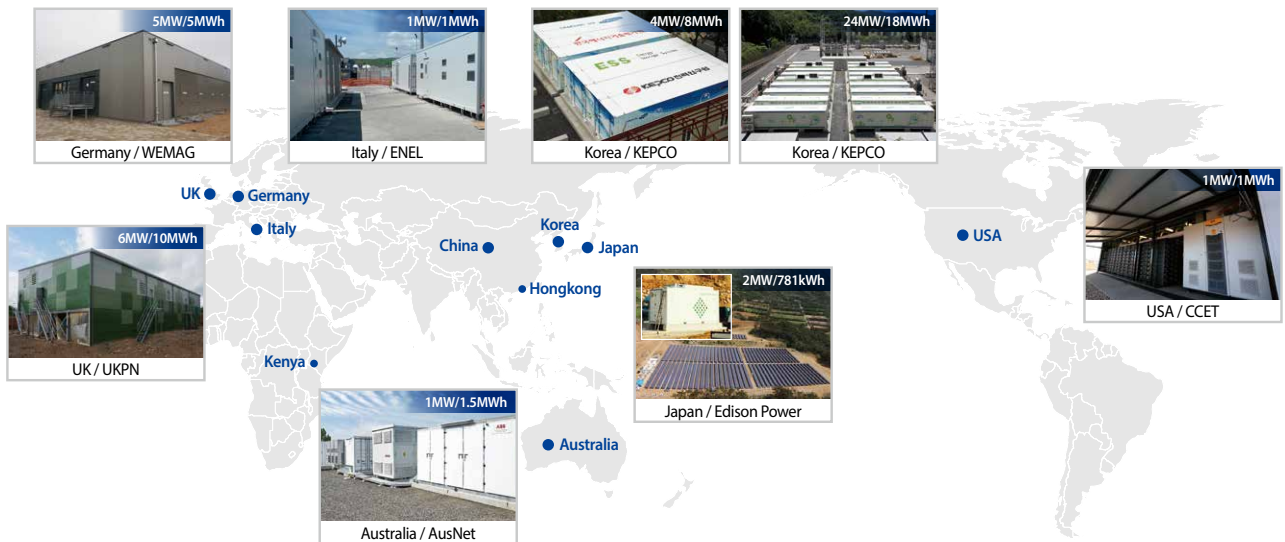 5MW/5MWh
Germany / WEMAG
1MW/1MWh
Italy / ENEL
4MW/8MWh
ESS
Korea / KEPCO
24MW/18MWh
Korea / KEPCO
1MW/1MWh
USA / CCET
UK
Germany
Italy
China
Korea
Japan
USA
Hongkong
Kenya
Australia
6MW/10MWh
UK / UKPN
2MW/781kWh
Japan / Edison Power
1MW/1.5MWh
ABB
Australia / AusNet